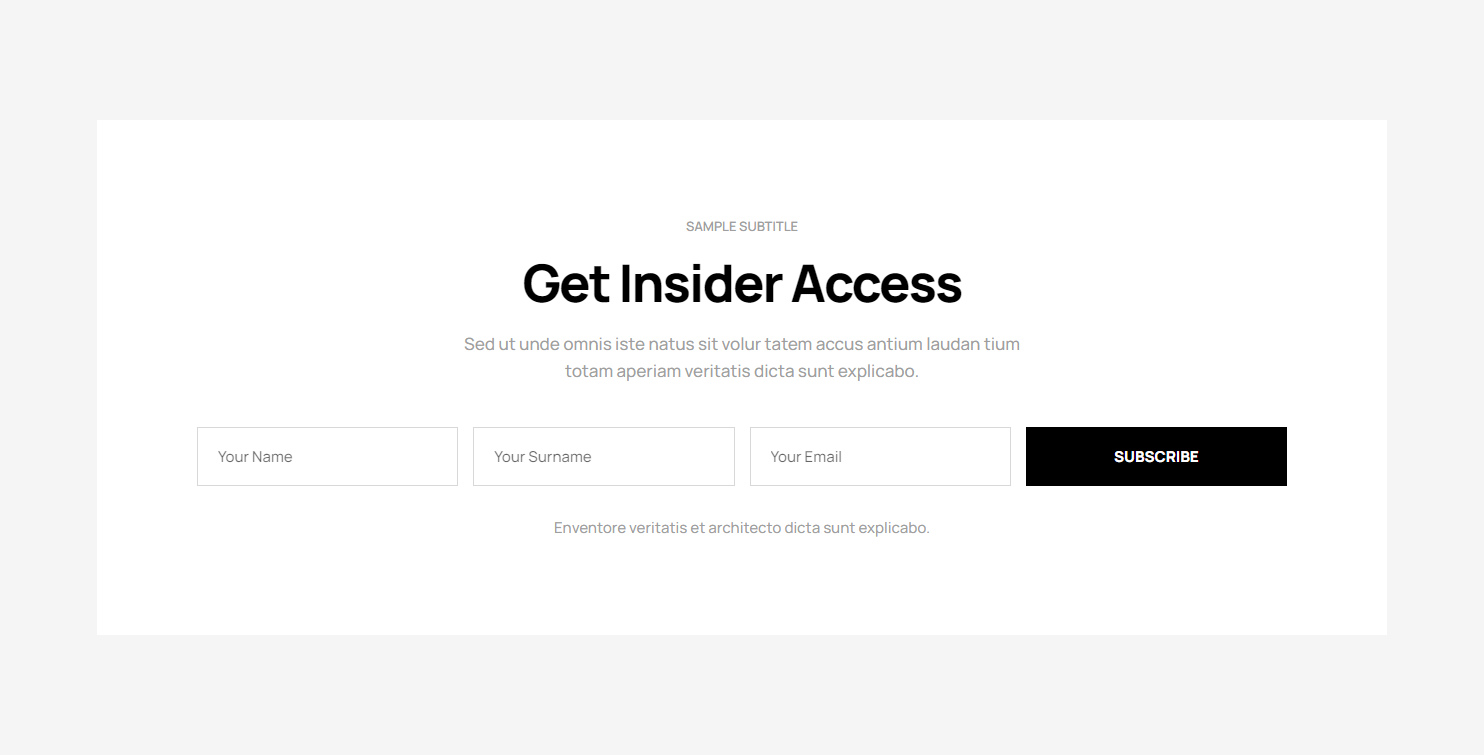 SAMPLE SUBTITLE
Get Insider Access
Sed ut unde omnis iste natus sit volur tatem accus antium laudan tium
totam aperiam veritatis dicta sunt explicabo.
Your Name
Your Surname
Your Email
SUBSCRIBE
Enventore veritatis et architecto dicta sunt explicabo.